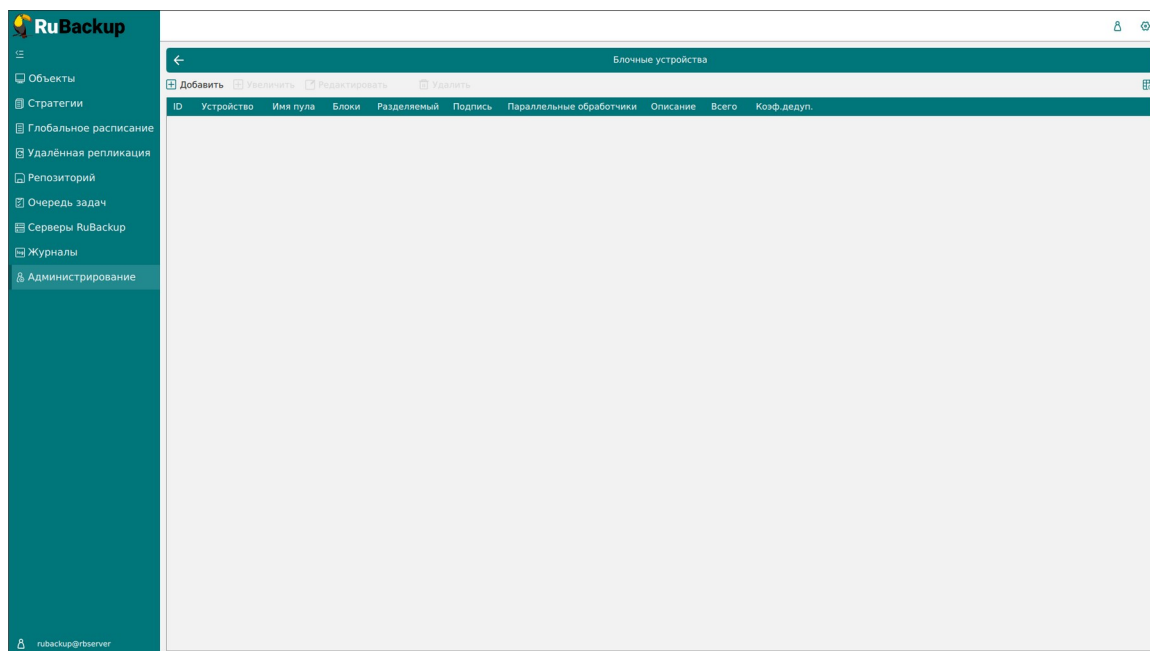 RuBackup
Блочные устройства
Добавить Увеличить Редактировать Удалить
ID Устройство Имя пула Блоки Разделяемый Подпись Параллельные обработчики Описание Всего Коэф.дедуп.
Объекты
Стратегии
Глобальное расписание
Удалённая репликация
Репозиторий
Очередь задач
Серверы RuBackup
Журналы
Администрирование
rubackup@rbserver